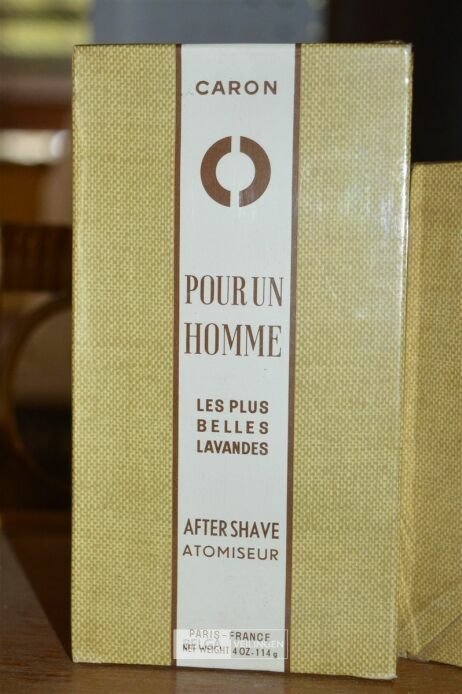 CARON
POUR UN
HOMME
LES PLUS
BELLES
LAVANDES
AFTER SHAVE
ATOMISEUR
PARIS - FRANCE
NET WEIGHT 4 OZ - 114 g